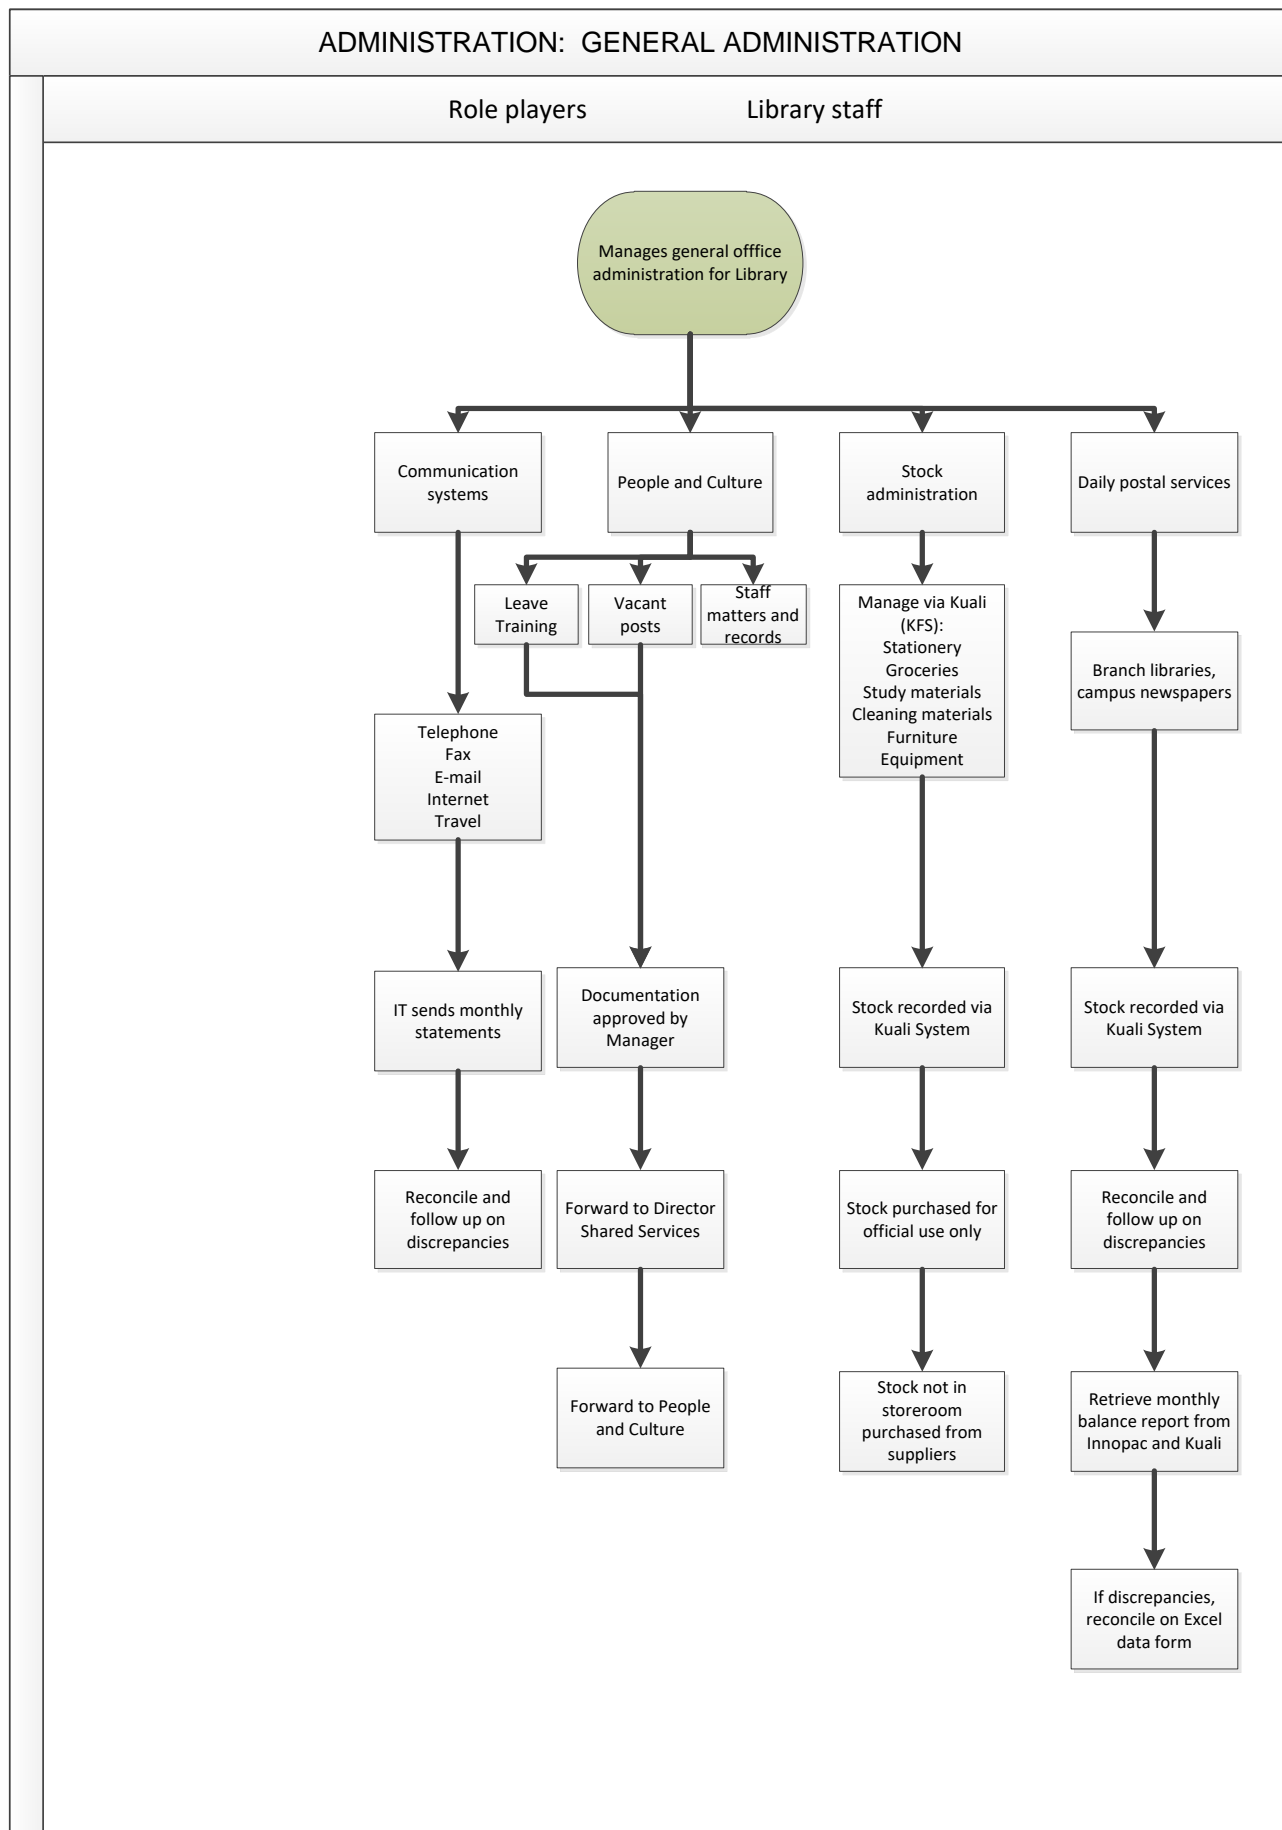 ADMINISTRATION: GENERAL ADMINISTRATION
Role players
Library staff
Manages general offfice
administration for Library
Communication
systems
People and Culture
Stock
administration
Daily postal services
Leave
Training
Vacant
posts
Staff
matters and
records
Manage via Kuali
(KFS):
Stationery
Groceries
Study materials
Cleaning materials
Furniture
Equipment
Branch libraries,
campus newspapers
Telephone
Fax
E-mail
Internet
Travel
IT sends monthly
statements
Documentation
approved by
Manager
Stock recorded via
Kuali System
Stock recorded via
Kuali System
Reconcile and
follow up on
discrepancies
Forward to Director
Shared Services
Stock purchased for
official use only
Reconcile and
follow up on
discrepancies
Forward to People
and Culture
Stock not in
storeroom
purchased from
suppliers
Retrieve monthly
balance report from
Innopac and Kuali
If discrepancies,
reconcile on Excel
data form